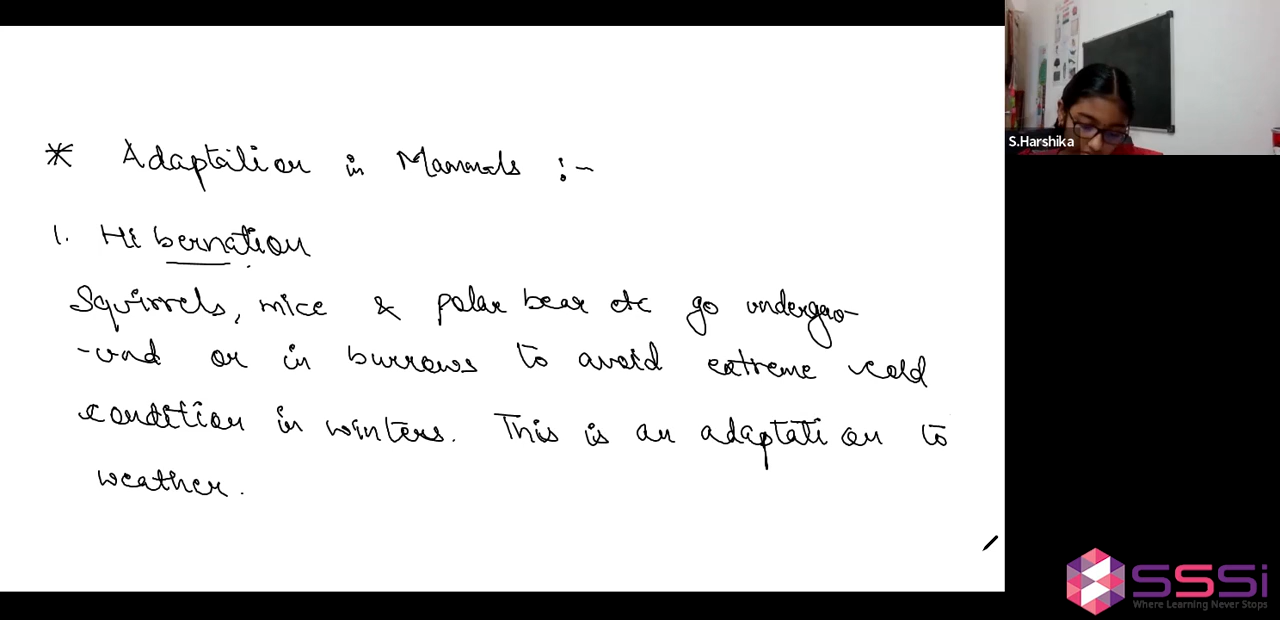 * Adaptation in Mammals :-
S.Harshika
1. Hibernation
Squirrels, mice & polar bear etc go undergro-
-und or in burrows to avoid extreme cold
condition in winters. This is an adaptation to
weather.
SSSi
Where Learning Never Stops